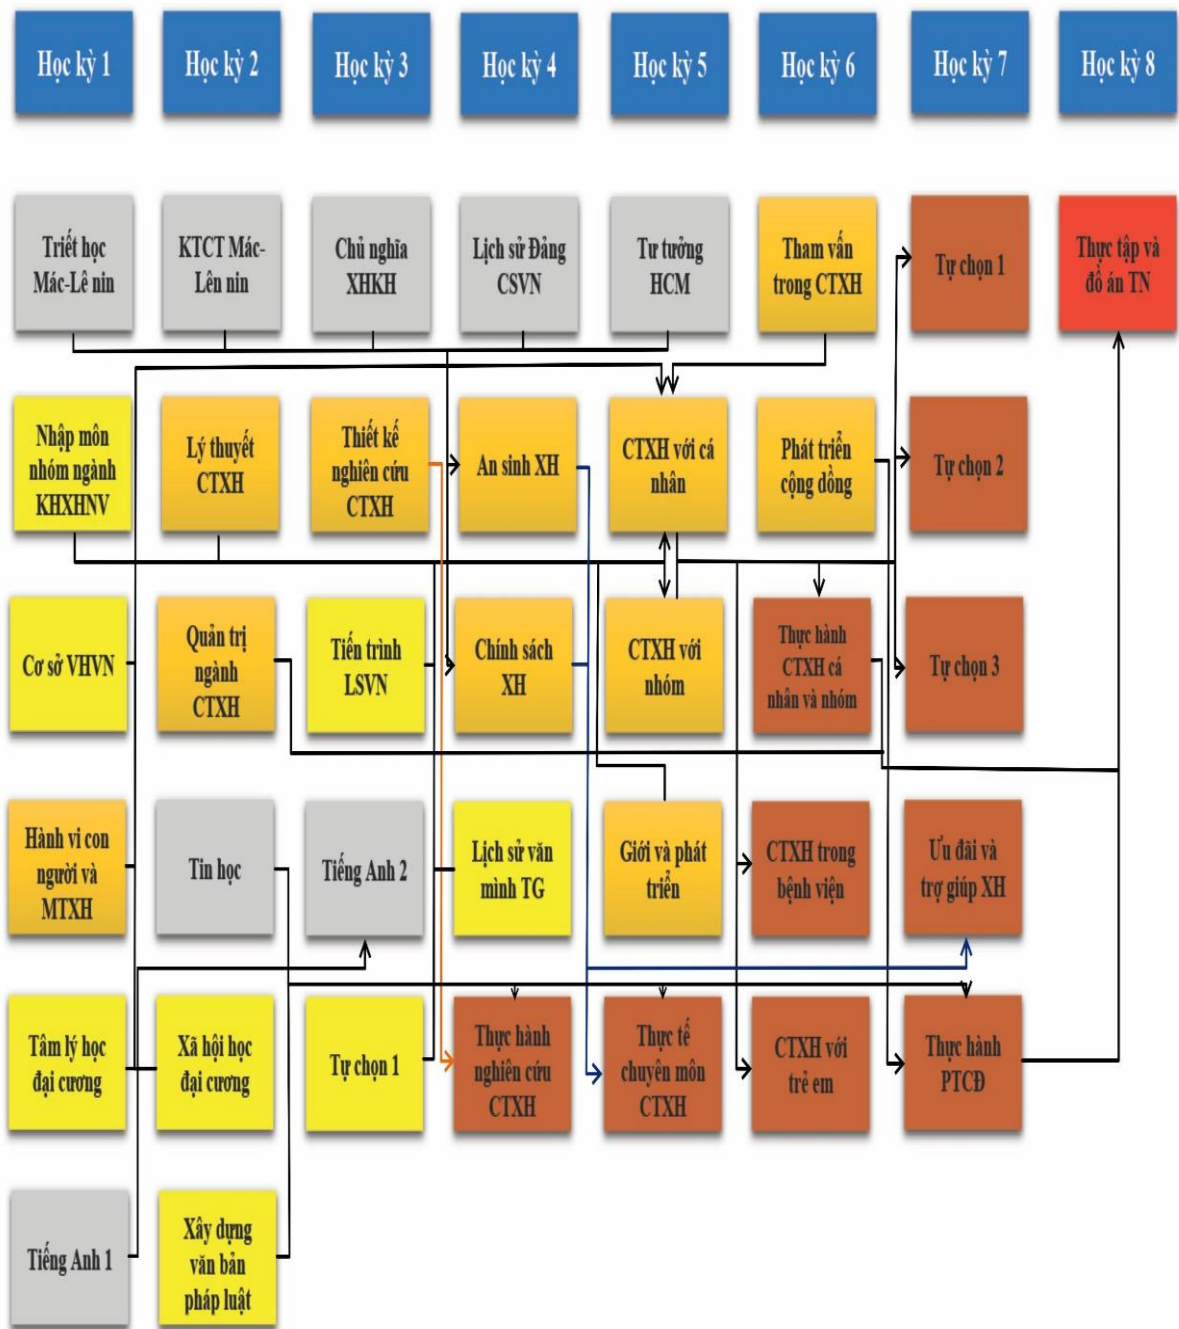 Học kỳ 1
Học kỳ 2
Học kỳ 3
Học kỳ 4
Học kỳ 5
Học kỳ 6
Học kỳ 7
Học kỳ 8
Triết học
Mác-Lê nin
KTCT Mác-
Lên nin
Chủ nghĩa
XHKH
Lịch sử Đảng
CSVN
Tư tưởng
HCM
Tham vấn
trong CTXH
Tự chọn 1
Thực tập và
đồ án TN
Nhập môn
nhóm ngành
KHXHNV
Lý thuyết
CTXH
Thiết kế
nghiên cứu
CTXH
An sinh XH
CTXH với cá
nhân
Phát triển
cộng đồng
Tự chọn 2
Cơ sở VHVN
Quản trị
ngành
CTXH
Tiến trình
LSVN
Chính sách
XH
CTXH với
nhóm
Thực hành
CTXH cá
nhân và nhóm
Tự chọn 3
Hành vi con
người và
MTXH
Tin học
Tiếng Anh 2
Lịch sử văn
minh TG
Giới và phát
triển
CTXH trong
bệnh viện
Ưu đãi và
trợ giúp XH
Tâm lý học
đại cương
Xã hội học
đại cương
Tự chọn 1
Thực hành
nghiên cứu
CTXH
Thực tế
chuyên môn
CTXH
CTXH với
trẻ em
Thực hành
PTCĐ
Tiếng Anh 1
Xây dựng
văn bản
pháp luật